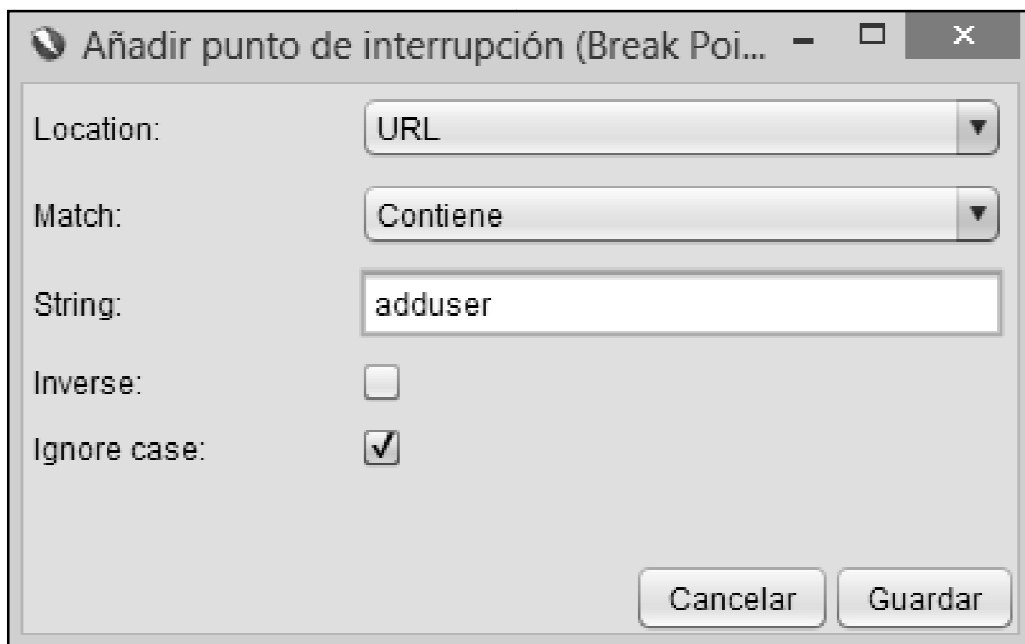 Añadir punto de interrupción (Break Poi...
Location: URL
Match: Contiene
String: adduser
Inverse:
Ignore case:
Cancelar Guardar